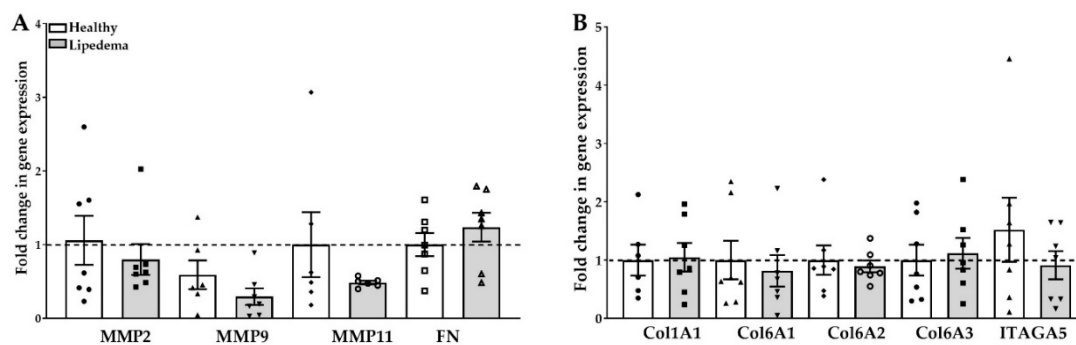 A
Healthy
Lipedema
Fold change in gene expression
4
3
2
1
0
MMP2 MMP9 MMP11 FN
B
Fold change in gene expression
5
4
3
2
1
0
Col1A1 Col6A1 Col6A2 Col6A3 ITAGA5